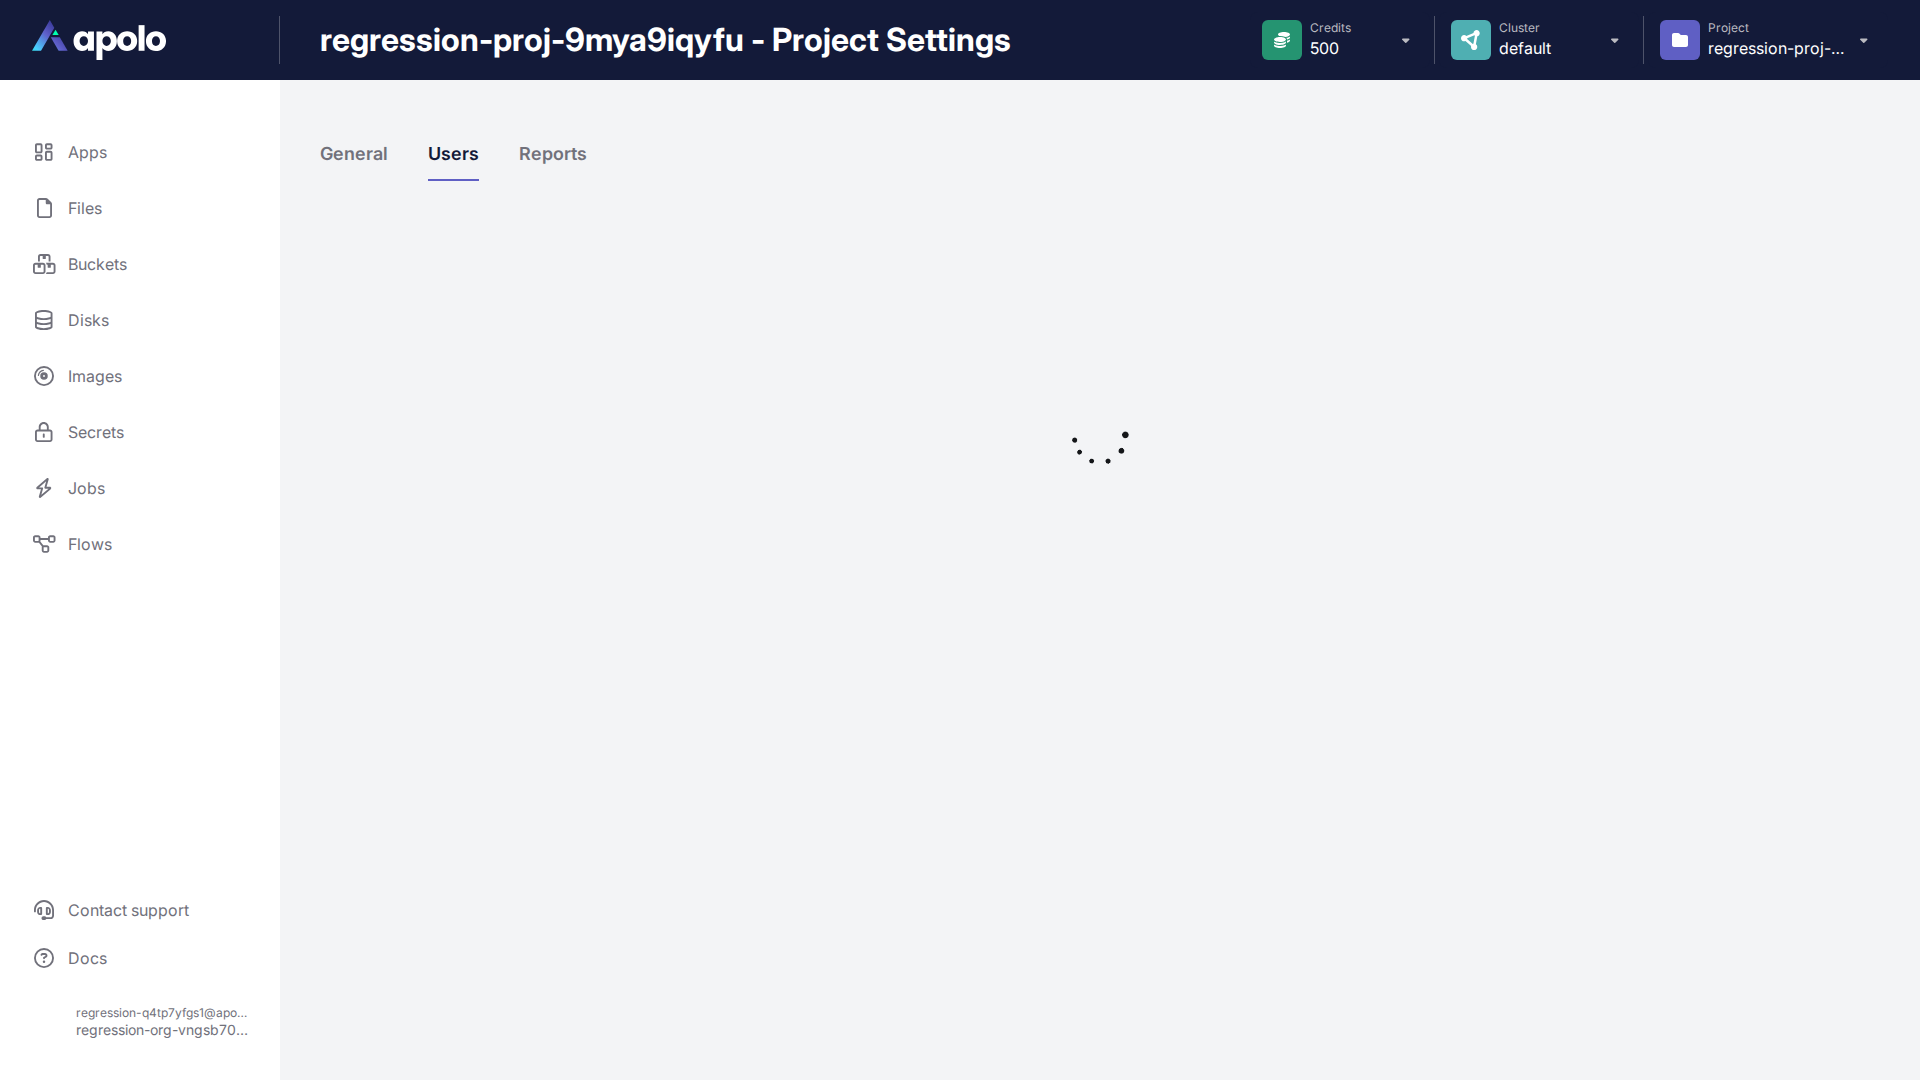 apolo
regression-proj-9mya9iqyfu - Project Settings
Credits
500
Cluster
default
Project
regression-proj-...
Apps
Files
Buckets
Disks
Images
Secrets
Jobs
Flows
General
Users
Reports
Contact support
Docs
regression-q4tp7yfgs1@apo...
regression-org-vngsb70...